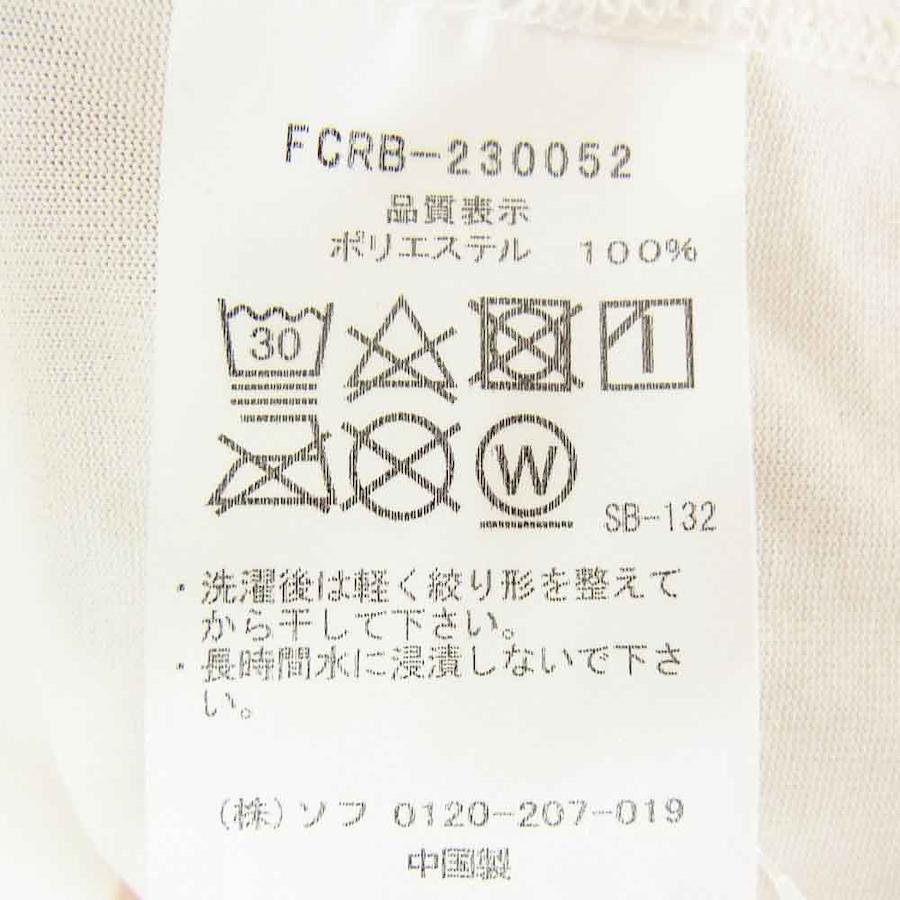 FCRB-230052
品質表示
ポリエステル 100%
30
W
SB-132
・洗濯後は軽く絞り形を整えて
から干して下さい。
・長時間水に浸漬しないで下さ
い。
(株)ソフ 0120-207-019
中国製